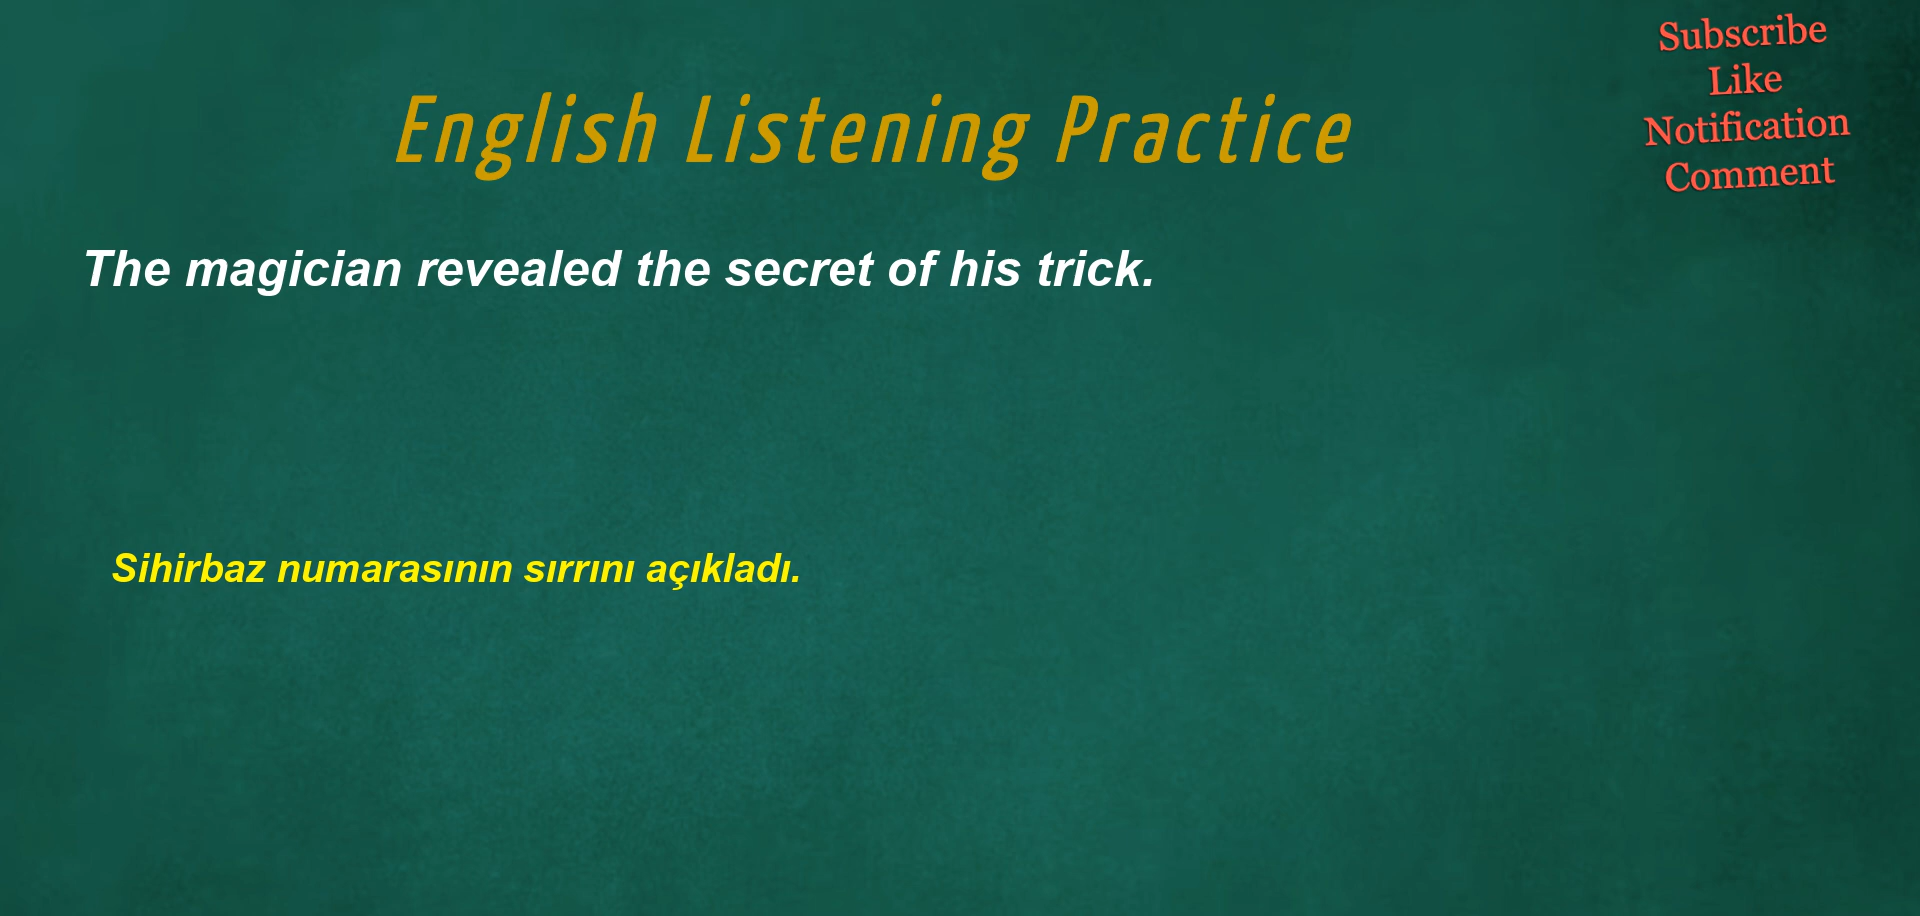 Subscribe
Like
Notification
Comment
English Listening Practice
The magician revealed the secret of his trick.
Sihirbaz numarasının sırrını açıkladı.